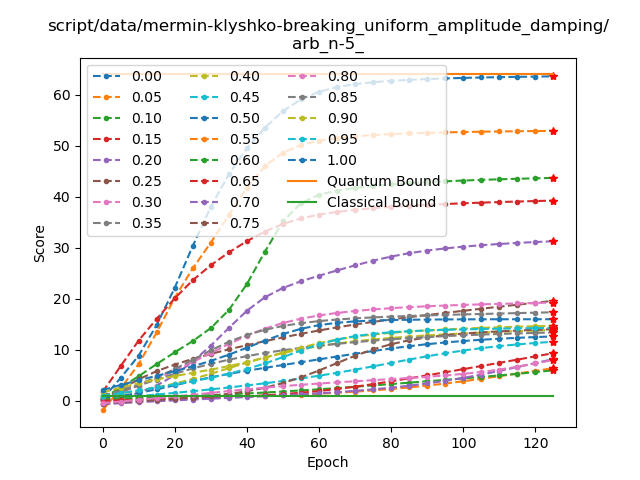 script/data/mermin-klyshko-breaking_uniform_amplitude_damping/
arb_n-5_
0.00 0.40 0.80
0.05 0.45 0.85
0.10 0.50 0.90
0.15 0.55 0.95
0.20 0.60 1.00
0.25 0.65 Quantum Bound
0.30 0.70 Classical Bound
0.35 0.75
60
50
40
30
20
10
0
Score
0 20 40 60 80 100 120
Epoch